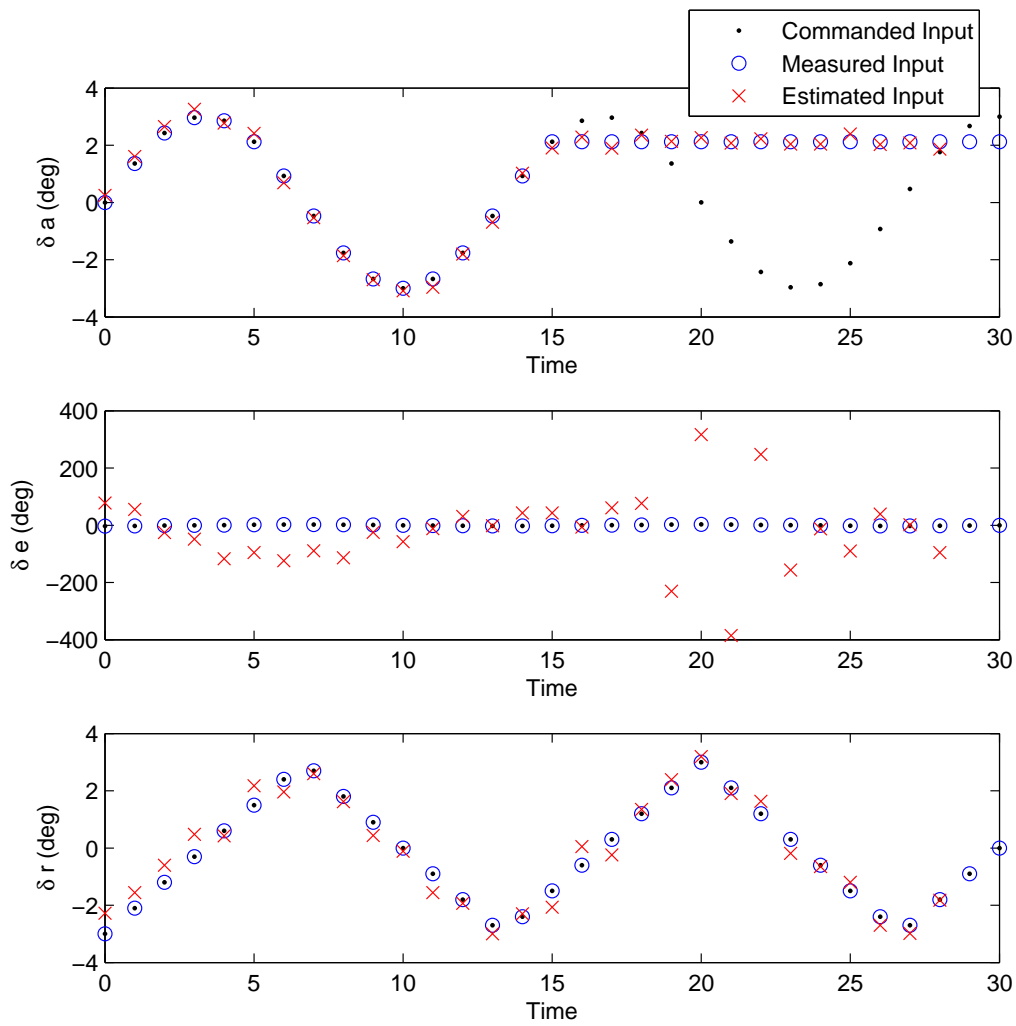 Commanded Input
Measured Input
Estimated Input
4
2
0
−2
−4
δ a (deg)
0 5 10 15 20 25 30
Time
400
200
0
−200
−400
δ e (deg)
0 5 10 15 20 25 30
Time
4
2
0
−2
−4
δ r (deg)
0 5 10 15 20 25 30
Time